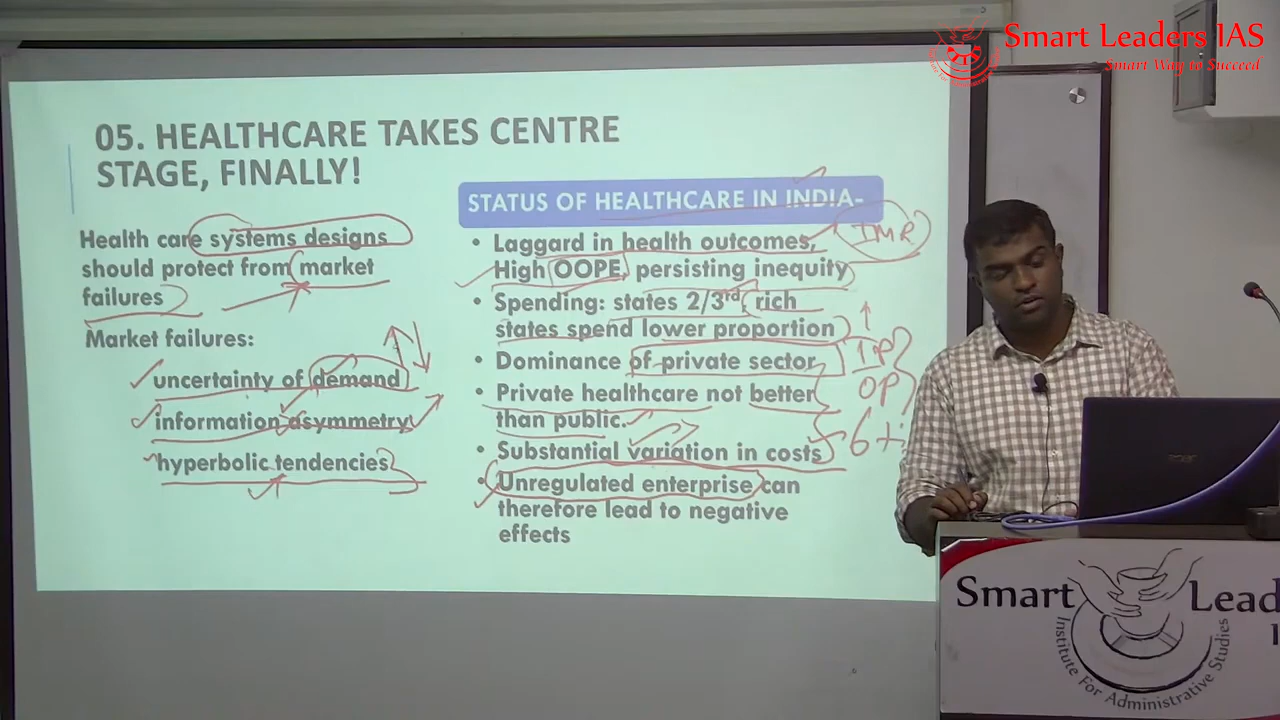 Smart Leaders IAS
Smart Way to Succeed
05. HEALTHCARE TAKES CENTRE
STAGE, FINALLY!
Health care systems designs
should protect from market
failures
Market failures:
uncertainty of demand
information asymmetry
hyperbolic tendencies
STATUS OF HEALTHCARE IN INDIA-
• Laggard in health outcomes,
High OOPE, persisting inequity
• Spending: states 2/3rd, rich
states spend lower proportion
• Dominance of private sector
• Private healthcare not better
than public.
• Substantial variation in costs
• Unregulated enterprise can
therefore lead to negative
effects
IMR
IP
OP
acer
Smart Lead
Institute For Administrative Studies